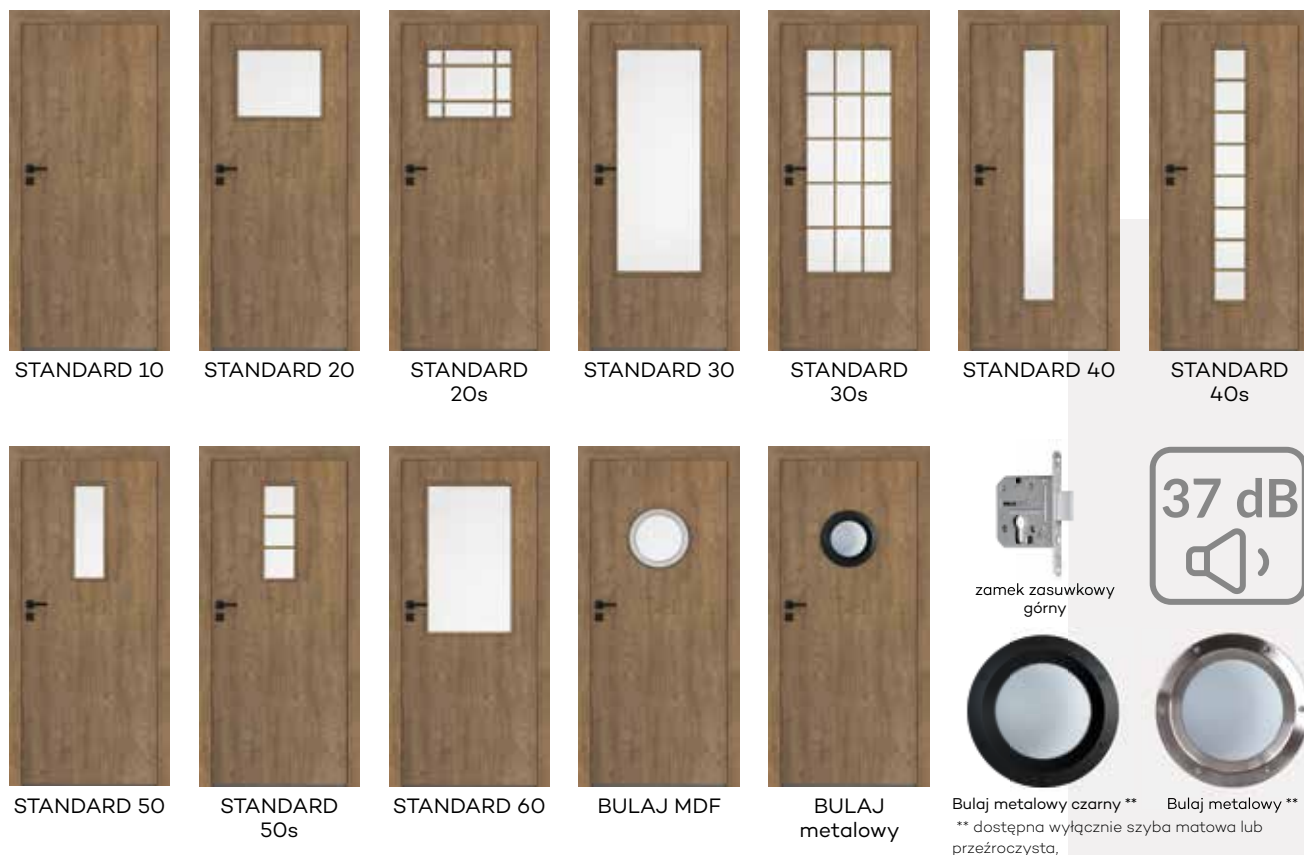 STANDARD 10
STANDARD 20
STANDARD
20s
STANDARD 30
STANDARD
30s
STANDARD 40
STANDARD
40s
37 dB
zamek zasuwkowy
górny
STANDARD 50
STANDARD
50s
STANDARD 60
BULAJ MDF
BULAJ
metalowy
Bulaj metalowy czarny **
Bulaj metalowy **
** dostępna wyłącznie szyba matowa lub
przeźroczysta,